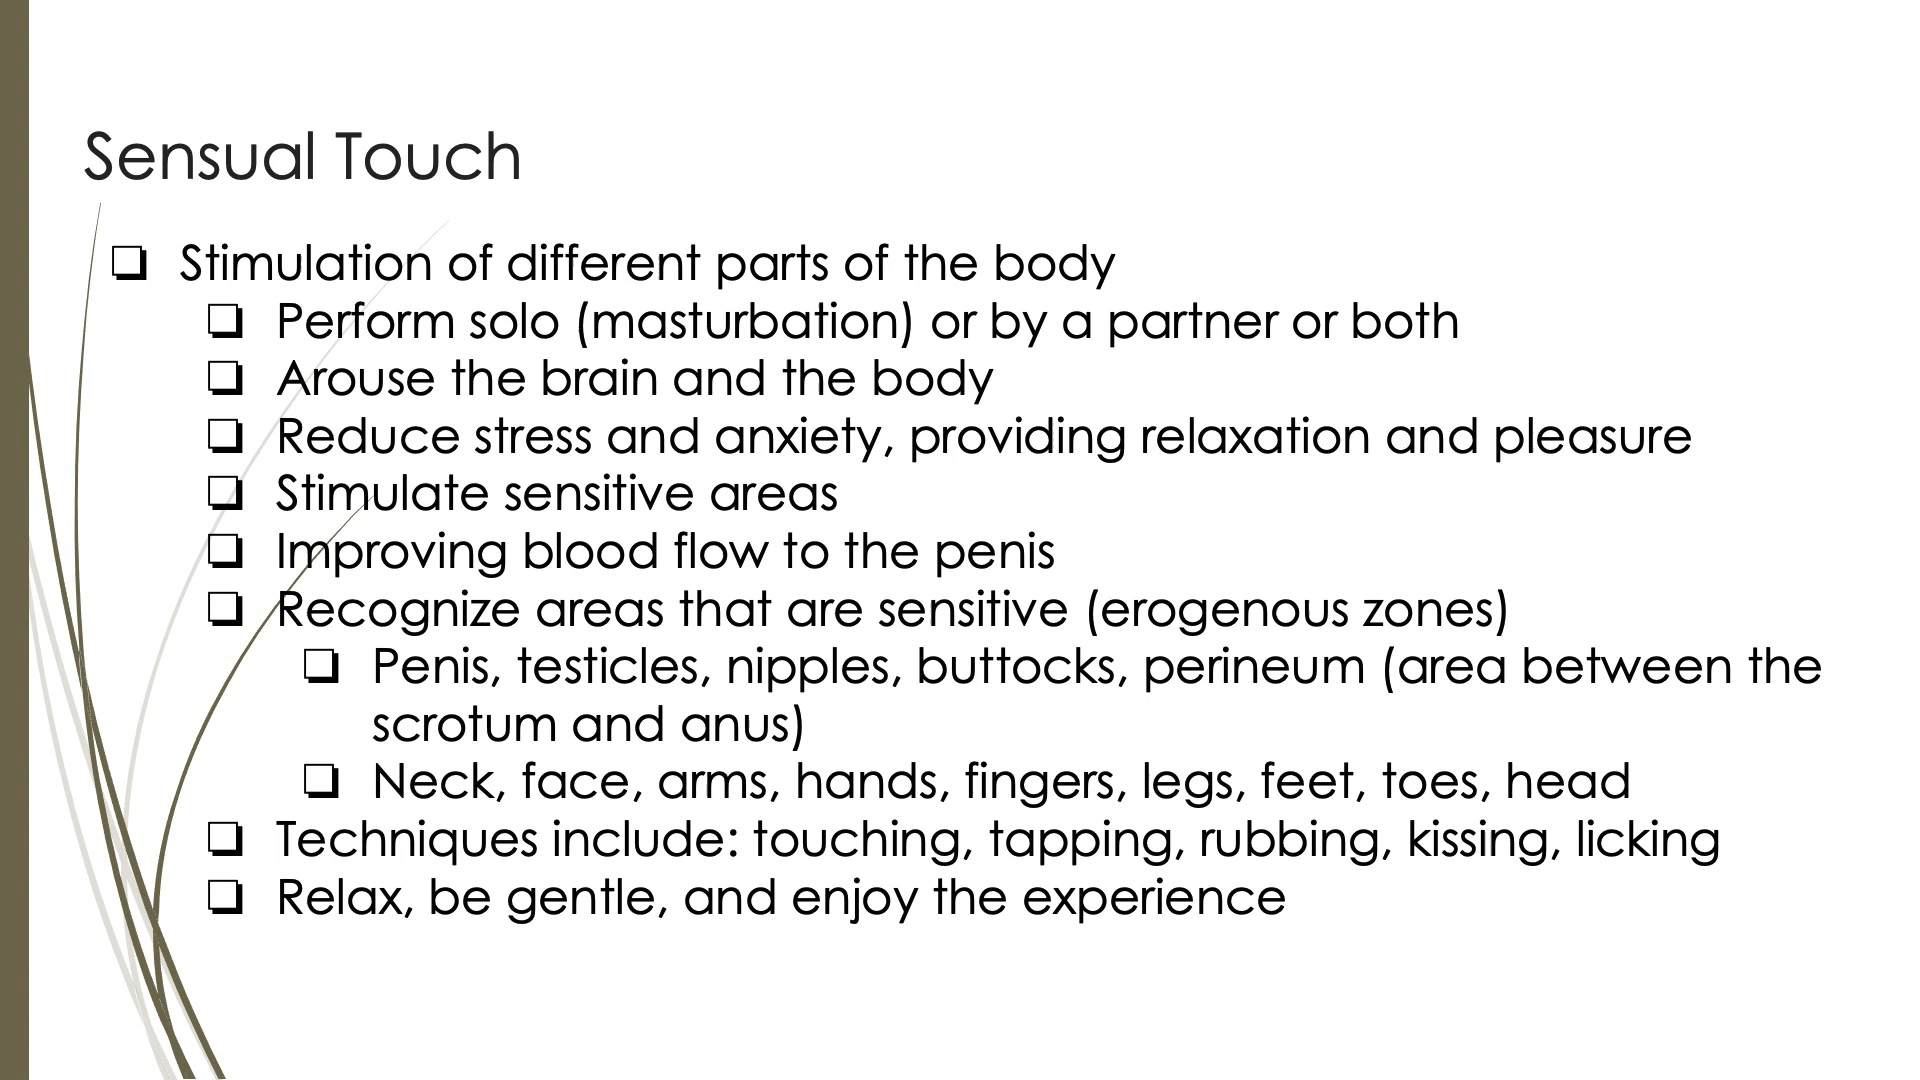 Sensual Touch
❏ Stimulation of different parts of the body
❏ Perform solo (masturbation) or by a partner or both
❏ Arouse the brain and the body
❏ Reduce stress and anxiety, providing relaxation and pleasure
❏ Stimulate sensitive areas
❏ Improving blood flow to the penis
❏ Recognize areas that are sensitive (erogenous zones)
❏ Penis, testicles, nipples, buttocks, perineum (area between the
scrotum and anus)
❏ Neck, face, arms, hands, fingers, legs, feet, toes, head
❏ Techniques include: touching, tapping, rubbing, kissing, licking
❏ Relax, be gentle, and enjoy the experience